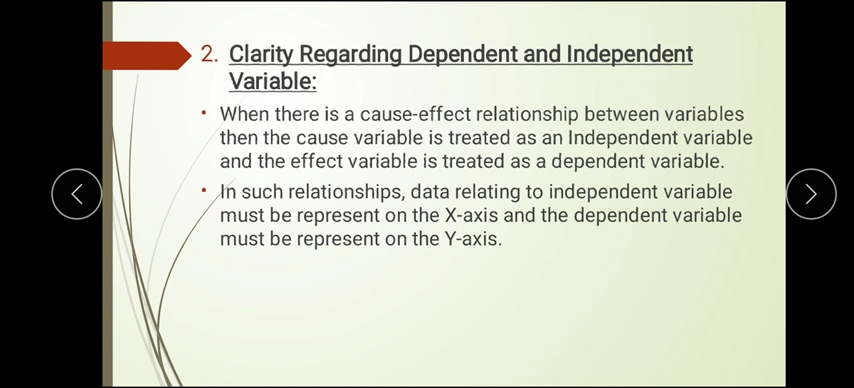 2. Clarity Regarding Dependent and Independent
Variable:
• When there is a cause-effect relationship between variables
then the cause variable is treated as an Independent variable
and the effect variable is treated as a dependent variable.
• In such relationships, data relating to independent variable
must be represent on the X-axis and the dependent variable
must be represent on the Y-axis.